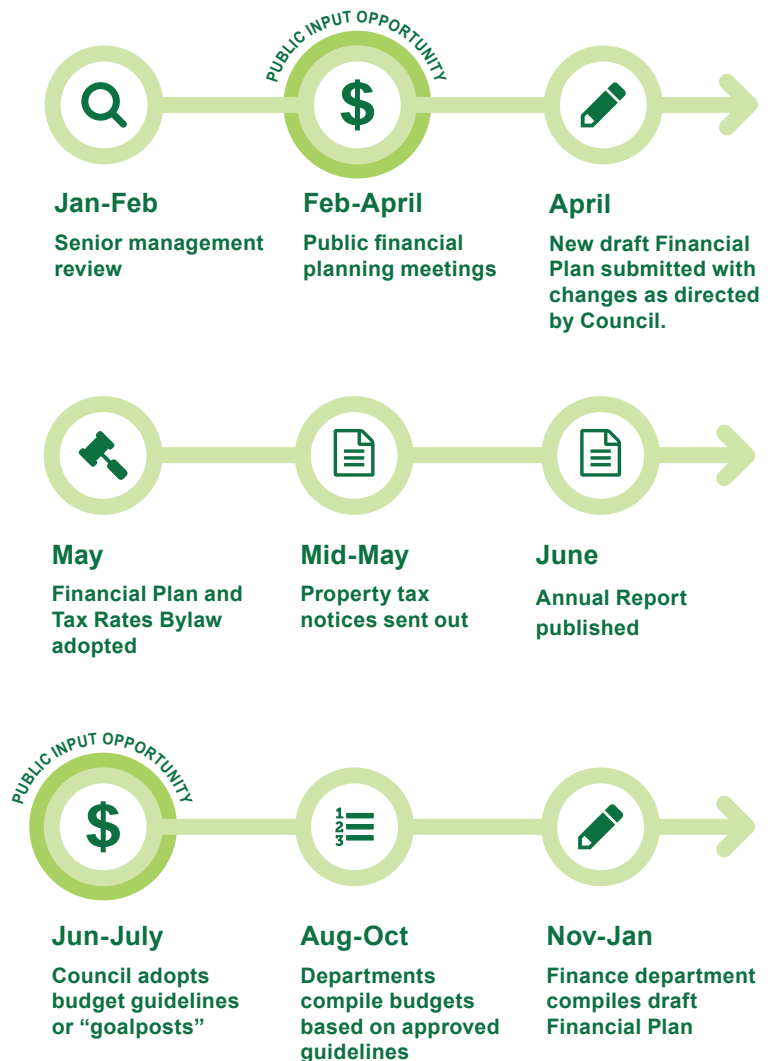 PUBLIC INPUT OPPORTUNITY
$
Jan-Feb
Senior management
review
Feb-April
Public financial
planning meetings
April
New draft Financial
Plan submitted with
changes as directed
by Council.
May
Financial Plan and
Tax Rates Bylaw
adopted
Mid-May
Property tax
notices sent out
June
Annual Report
published
PUBLIC INPUT OPPORTUNITY
$
1
2
3
Jun-July
Council adopts
budget guidelines
or “goalposts”
Aug-Oct
Departments
compile budgets
based on approved
guidelines
Nov-Jan
Finance department
compiles draft
Financial Plan